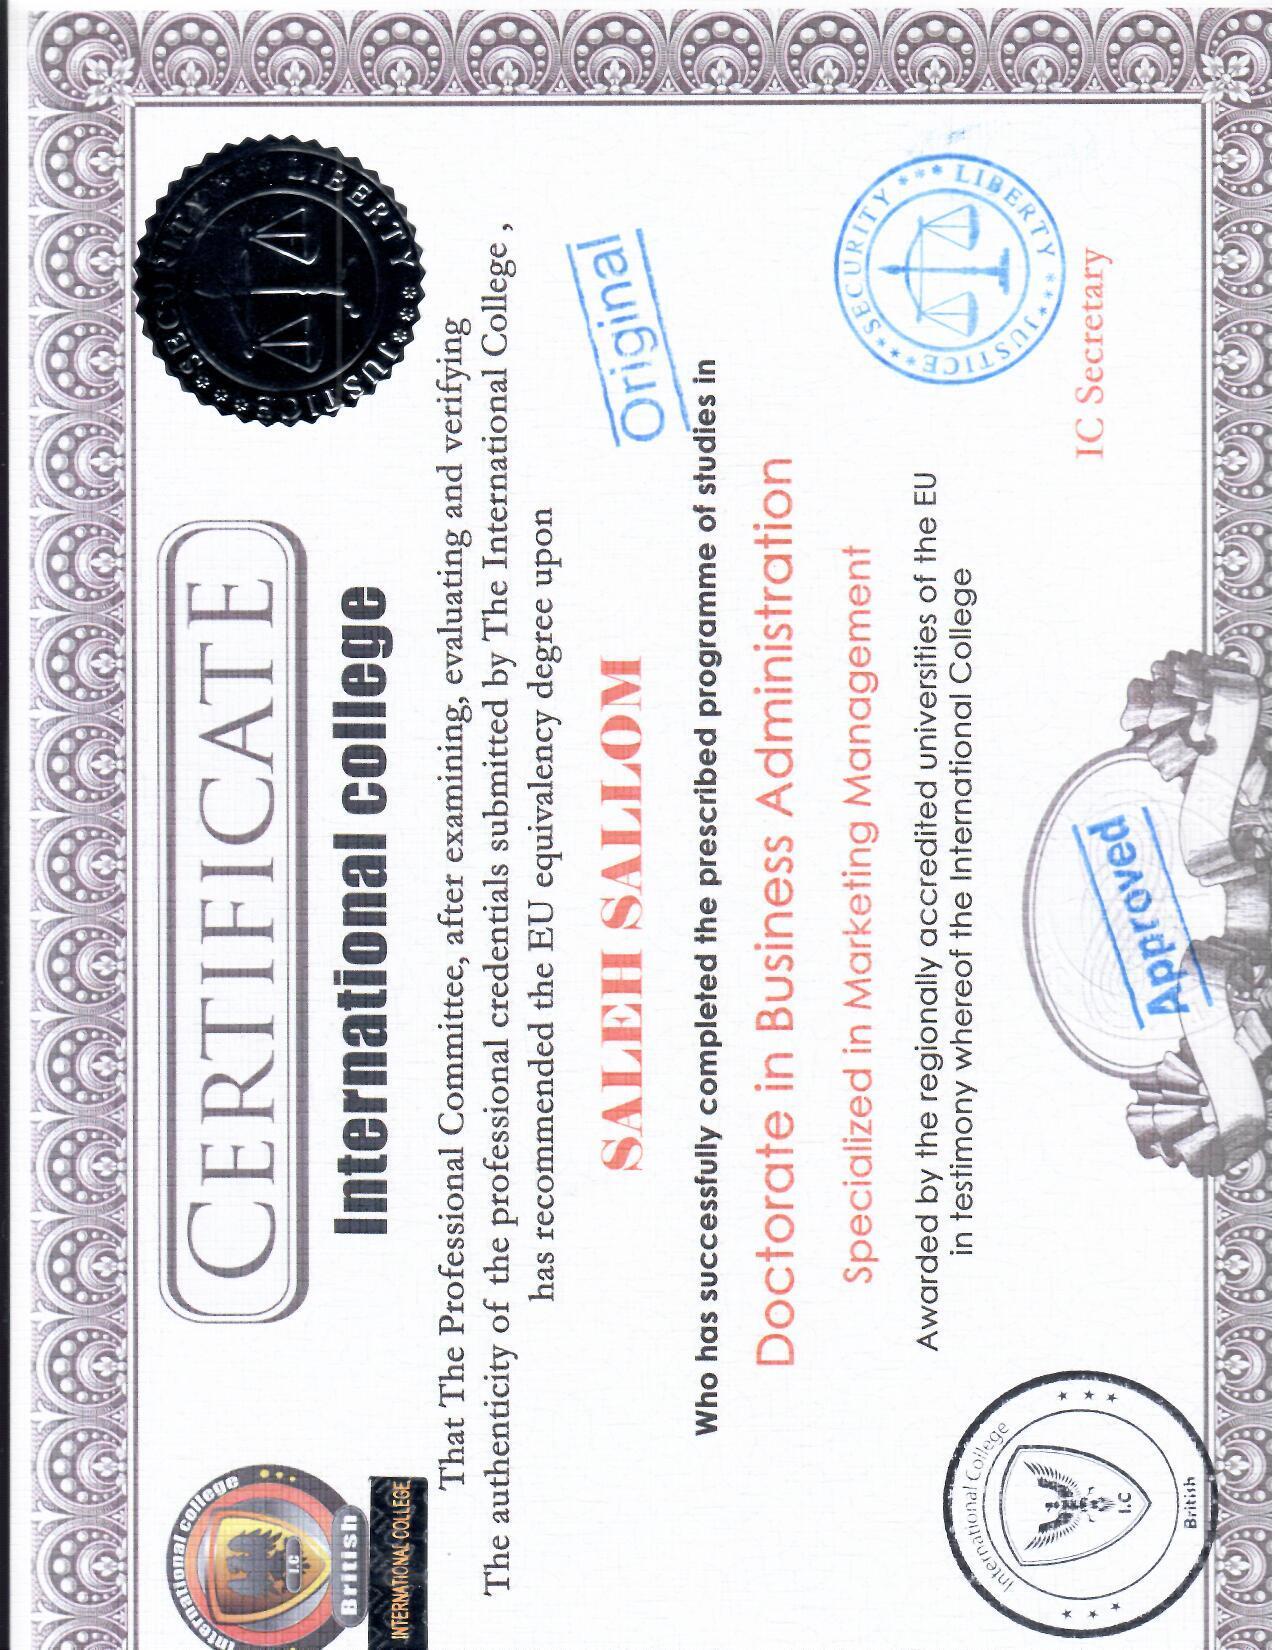 International college
I.C
British
INTERNATIONAL COLLEGE
CERTIFICATE
International college
SECURITY
LIBERTY
JUSTICE
That The Professional Committee, after examining, evaluating and verifying
The authenticity of the professional credentials submitted by The International College ,
has recommended the EU equivalency degree upon
SALEH SALLOM
Original
Who has successfully completed the prescribed programme of studies in
Doctorate in Business Administration
Specialized in Marketing Management
Awarded by the regionally accredited universities of the EU
in testimony whereof the International College
SECURITY
LIBERTY
JUSTICE
IC Secretary
International College
I.C
British
Approved